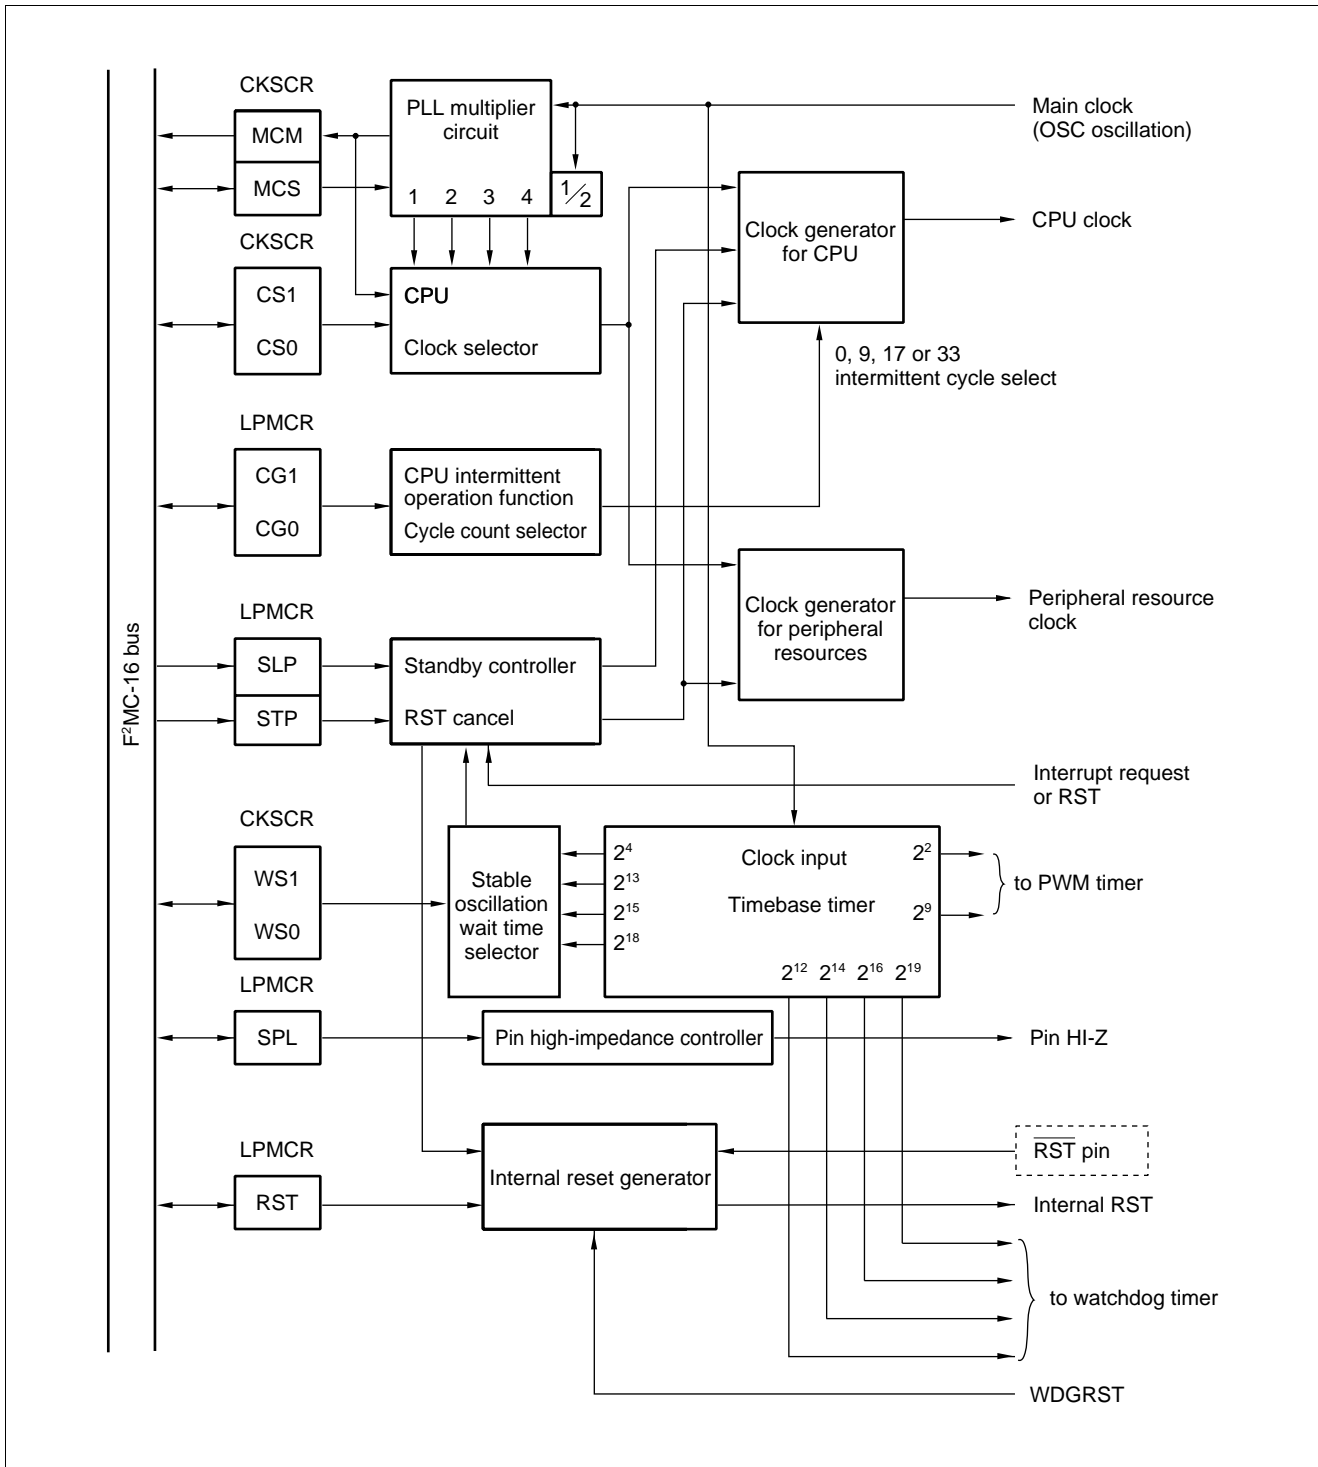 CKSCR
MCM
MCS
PLL multiplier
circuit
1 2 3 4
1/2
Main clock
(OSC oscillation)
Clock generator
for CPU
CPU clock
CKSCR
CS1
CS0
CPU
Clock selector
0, 9, 17 or 33
intermittent cycle select
LPMCR
CG1
CG0
CPU intermittent
operation function
Cycle count selector
Clock generator
for peripheral
resources
Peripheral resource
clock
LPMCR
SLP
STP
Standby controller
RST cancel
F²MC-16 bus
Interrupt request
or RST
CKSCR
WS1
WS0
Stable
oscillation
wait time
selector
2⁴
2¹³
2¹⁵
2¹⁸
Clock input
Timebase timer
2²
2⁹
2¹² 2¹⁴ 2¹⁶ 2¹⁹
to PWM timer
LPMCR
SPL
Pin high-impedance controller
Pin HI-Z
LPMCR
RST
Internal reset generator
R̅S̅T̅ pin
Internal RST
to watchdog timer
WDGRST